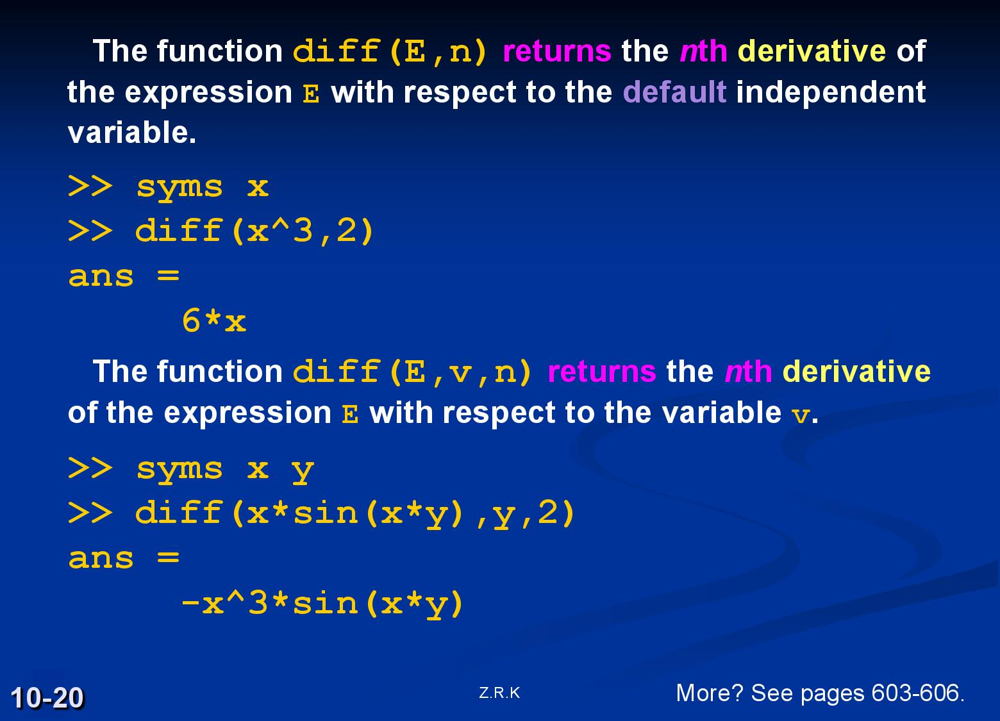 The function diff(E,n) returns the nth derivative of
the expression E with respect to the default independent
variable.
>> syms x
>> diff(x^3,2)
ans =
6*x
The function diff(E,v,n) returns the nth derivative
of the expression E with respect to the variable v.
>> syms x y
>> diff(x*sin(x*y),y,2)
ans =
-x^3*sin(x*y)
10-20
Z.R.K
More? See pages 603-606.